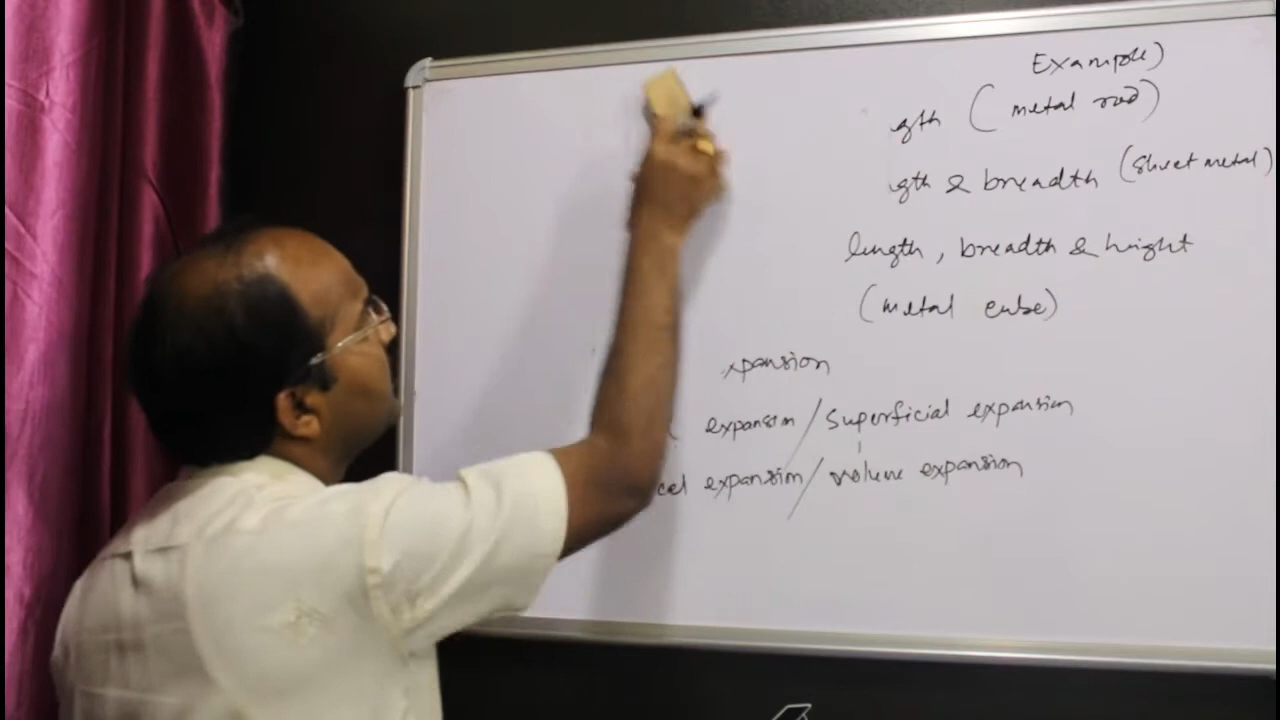 Example)
gth (metal rod)
gth & breadth (sheet metal)
length, breadth & height
(metal cube)
xpansion
expansion / superficial expansion
cal expansion / volume expansion